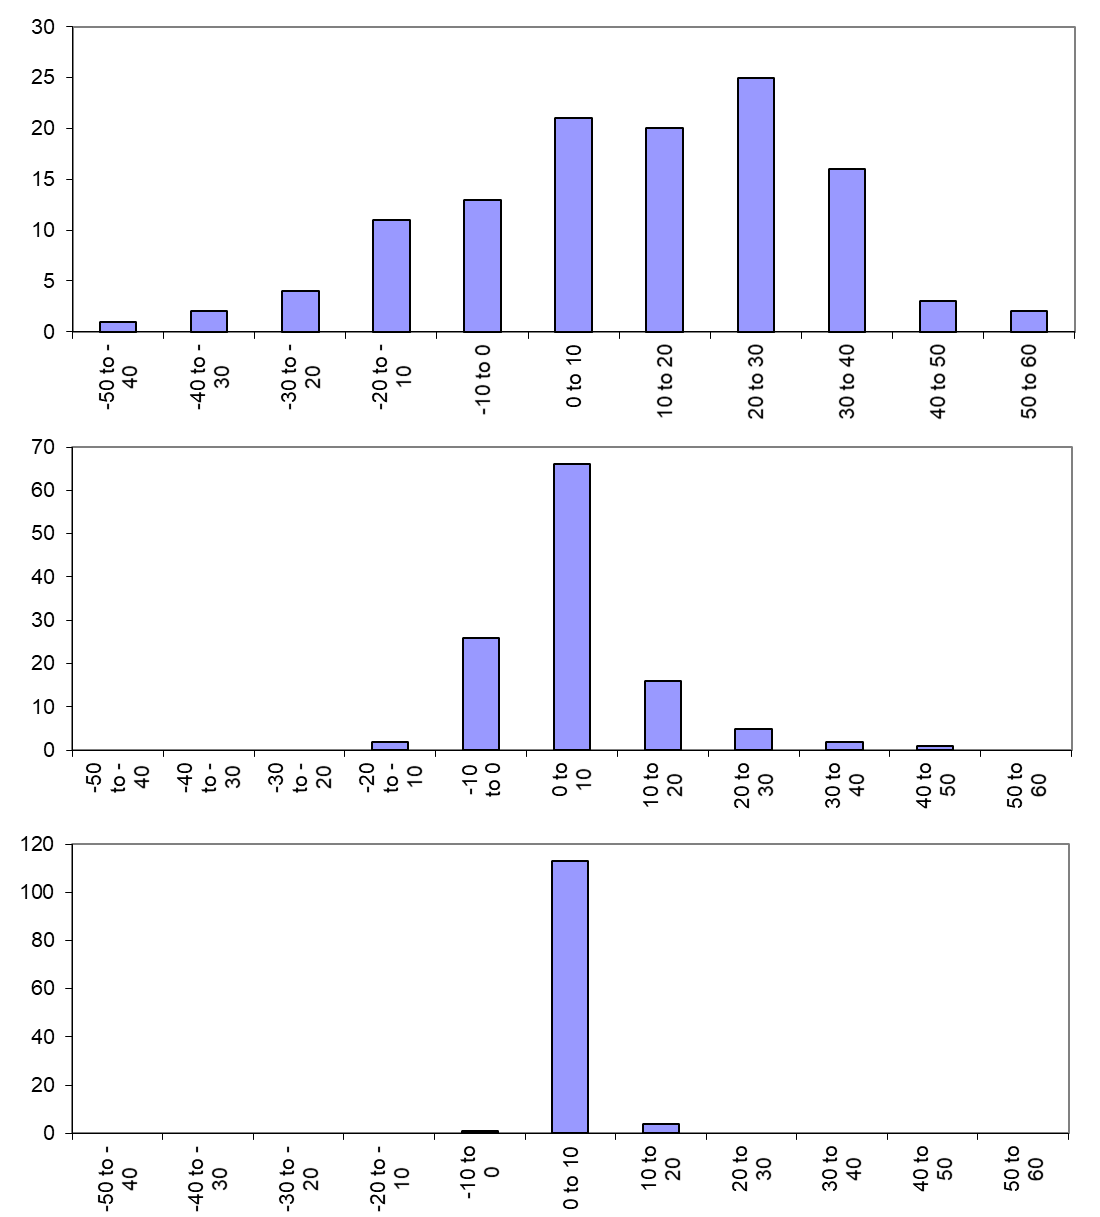 30
25
20
15
10
5
0
-50 to -
40
-40 to -
30
-30 to -
20
-20 to -
10
-10 to 0
0 to 10
10 to 20
20 to 30
30 to 40
40 to 50
50 to 60
70
60
50
40
30
20
10
0
-50
to -
40
-40
to -
30
-30
to -
20
-20
to -
10
-10
to 0
0 to
10
10 to
20
20 to
30
30 to
40
40 to
50
50 to
60
120
100
80
60
40
20
0
-50 to -
40
-40 to -
30
-30 to -
20
-20 to -
10
-10 to
0
0 to 10
10 to
20
20 to
30
30 to
40
40 to
50
50 to
60